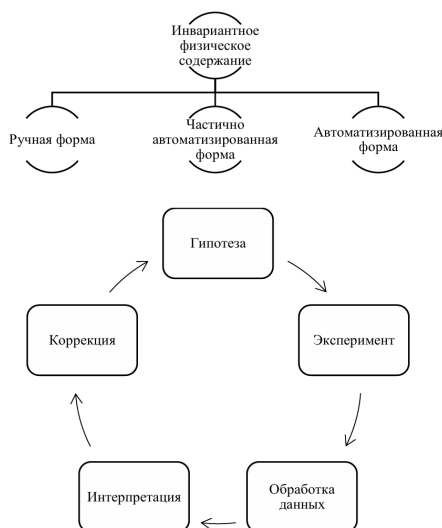 Инвариантное
физическое
содержание
Ручная форма
Частично
автоматизированная
форма
Автоматизированная
форма
Гипотеза
Эксперимент
Обработка
данных
Интерпретация
Коррекция